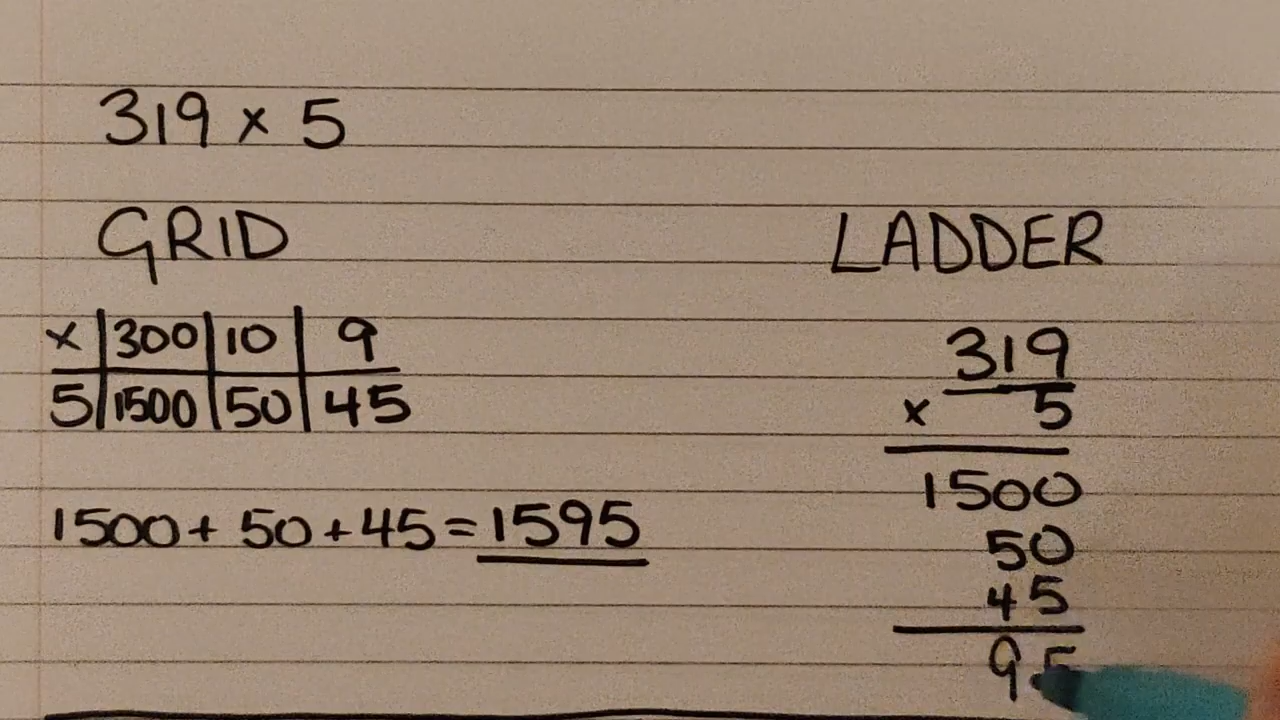 319 × 5
GRID
× 300 10 9
5 1500 50 45
1500 + 50 + 45 = 1595
LADDER
319
× 5
1500
50
45
95